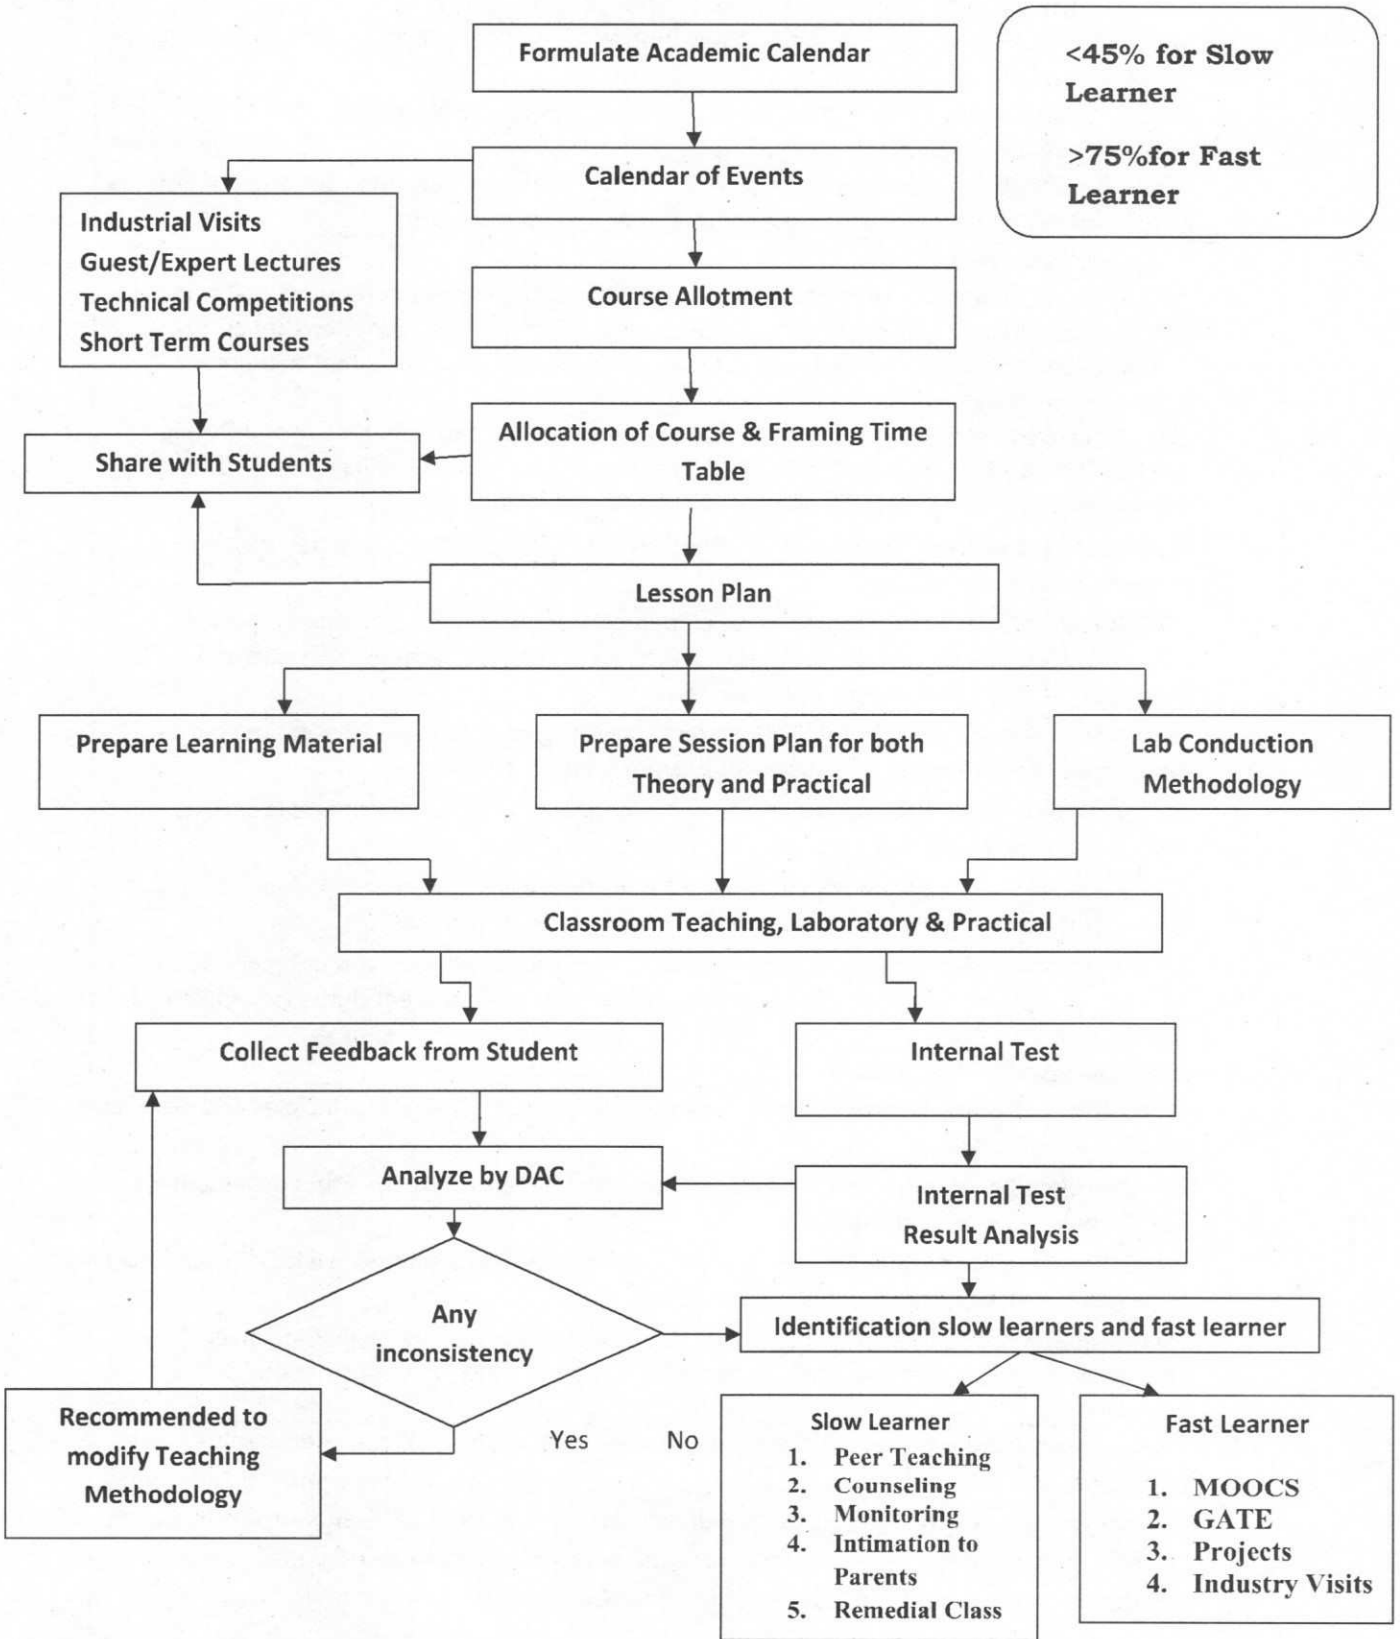 Formulate Academic Calendar
<45% for Slow
Learner
>75%for Fast
Learner
Calendar of Events
Industrial Visits
Guest/Expert Lectures
Technical Competitions
Short Term Courses
Course Allotment
Allocation of Course & Framing Time
Table
Share with Students
Lesson Plan
Prepare Learning Material
Prepare Session Plan for both
Theory and Practical
Lab Conduction
Methodology
Classroom Teaching, Laboratory & Practical
Collect Feedback from Student
Internal Test
Analyze by DAC
Internal Test
Result Analysis
Any
inconsistency
Identification slow learners and fast learner
Recommended to
modify Teaching
Methodology
Yes
No
Slow Learner
1. Peer Teaching
2. Counseling
3. Monitoring
4. Intimation to
Parents
5. Remedial Class
Fast Learner
1. MOOCS
2. GATE
3. Projects
4. Industry Visits